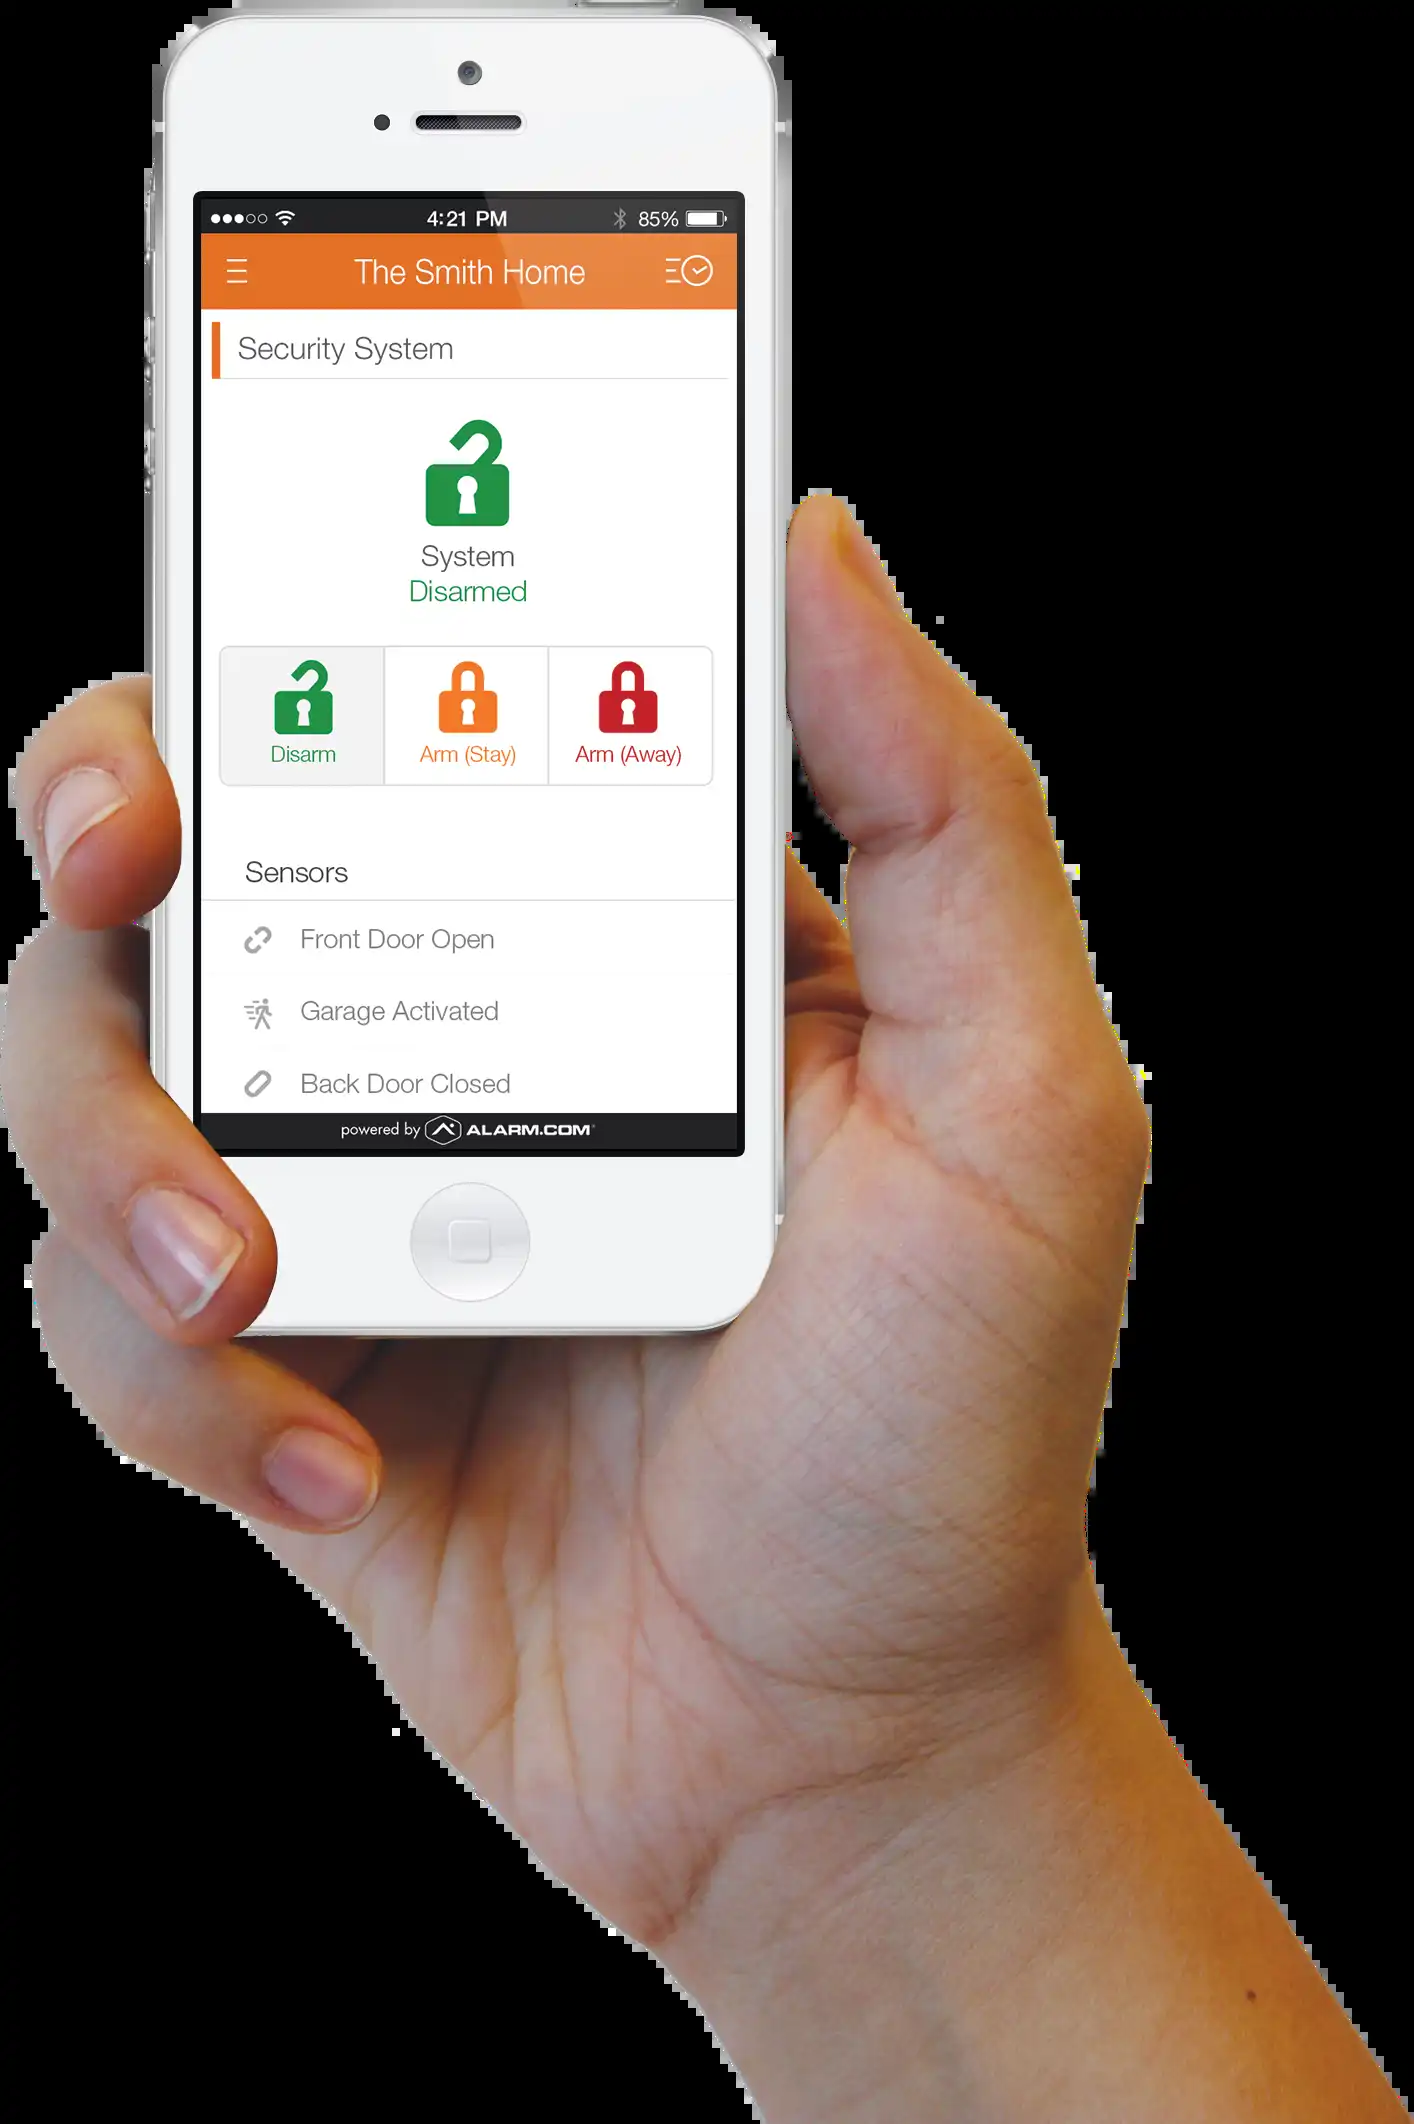 4:21 PM 85%
The Smith Home
Security System
System
Disarmed
Disarm Arm (Stay) Arm (Away)
Sensors
Front Door Open
Garage Activated
Back Door Closed
powered by ALARM.COM